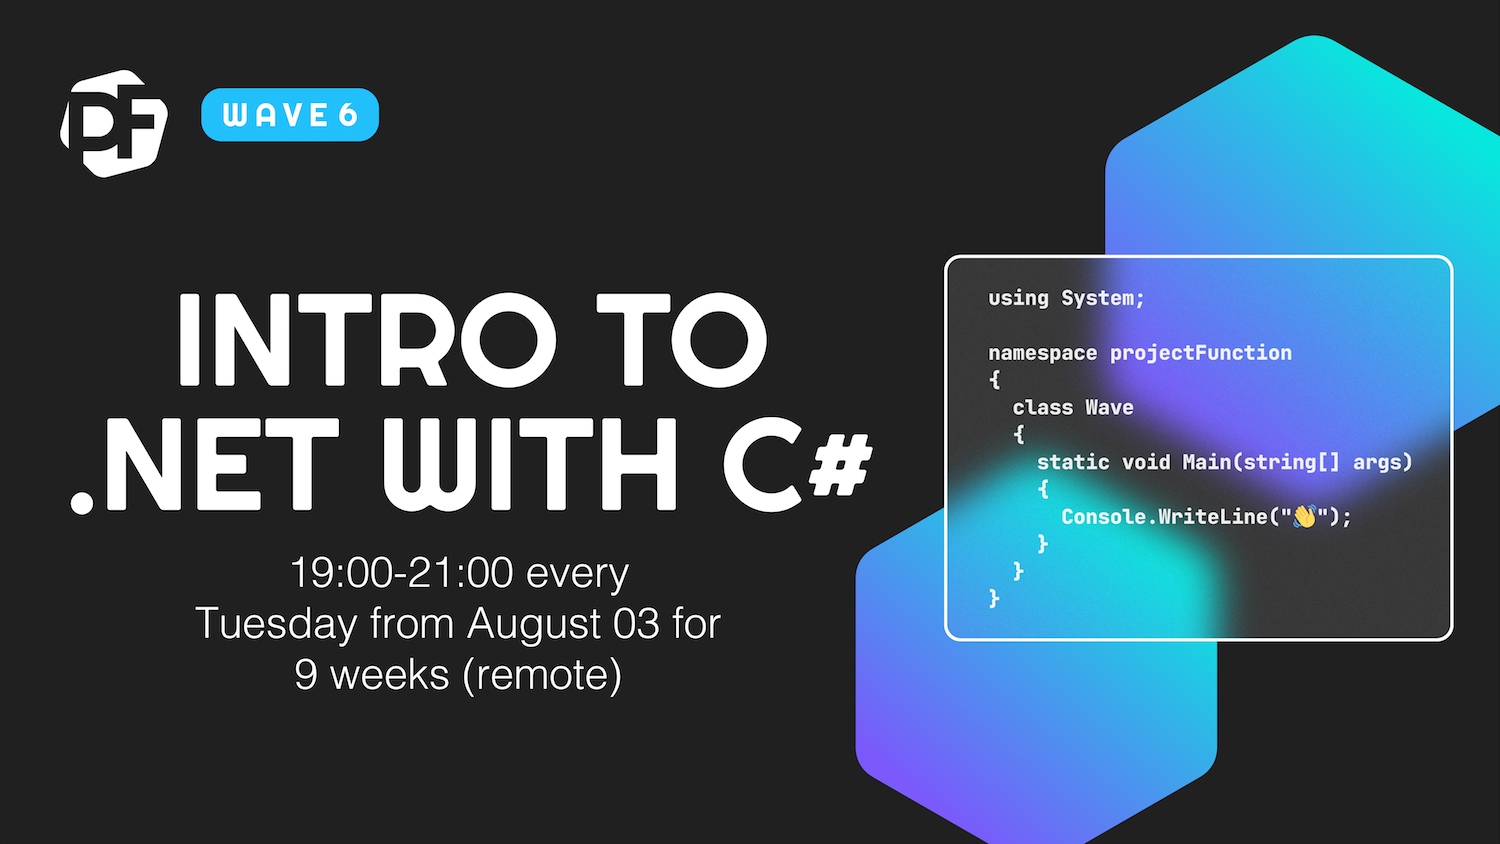 PF
WAVE 6
INTRO TO
.NET WITH C#
19:00-21:00 every
Tuesday from August 03 for
9 weeks (remote)
using System;
namespace projectFunction
{
class Wave
{
static void Main(string[] args)
{
Console.WriteLine("👋");
}
}
}